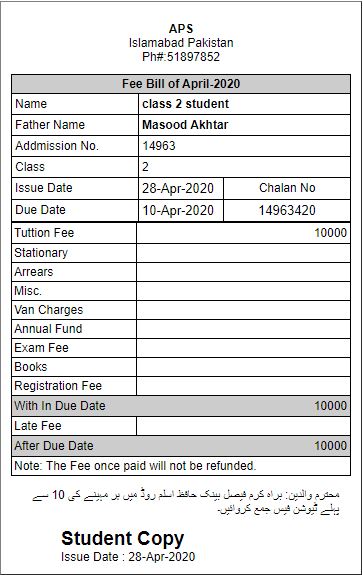 APS
Islamabad Pakistan
Ph#:51897852
Fee Bill of April-2020
Name class 2 student
Father Name Masood Akhtar
Addmission No. 14963
Class 2
Issue Date 28-Apr-2020 Chalan No
Due Date 10-Apr-2020 14963420
Tuttion Fee 10000
Stationary
Arrears
Misc.
Van Charges
Annual Fund
Exam Fee
Books
Registration Fee
With In Due Date 10000
Late Fee
After Due Date 10000
Note: The Fee once paid will not be refunded.
محترم والدین: براہ کرم فیصل بینک حافظ اسلم روڈ میں ہر مہینے کی 10 سے
پہلے ٹیوشن فیس جمع کروائیں۔
Student Copy
Issue Date : 28-Apr-2020